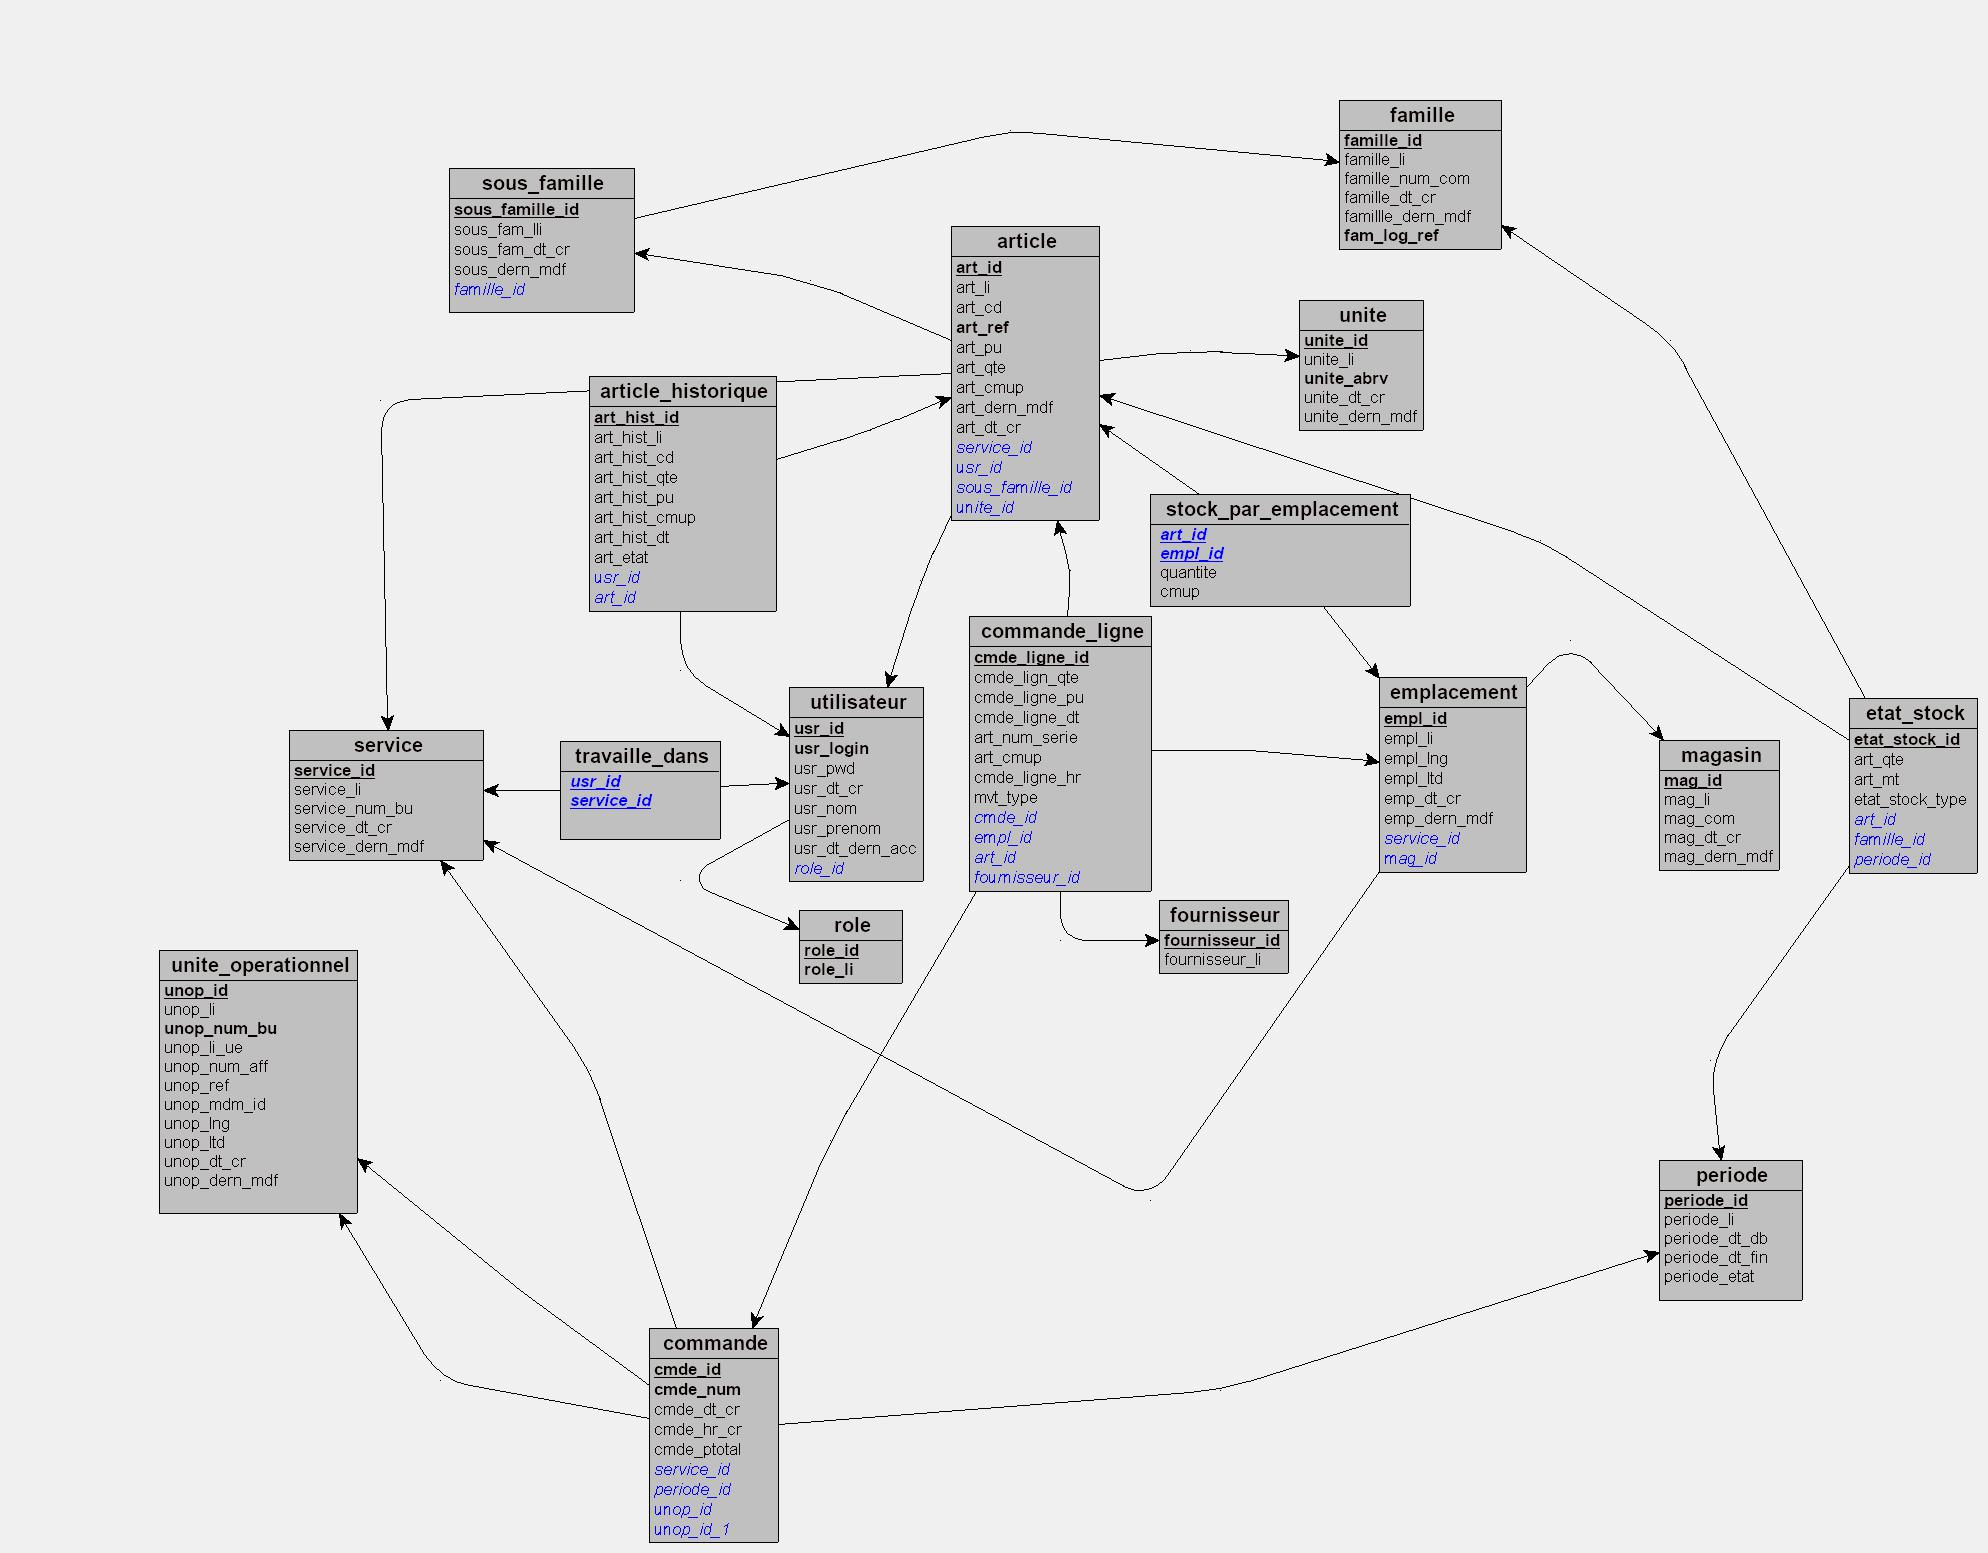 famille
famille_id
famille_li
famille_num_com
famille_dt_cr
famillle_dern_mdf
fam_log_ref
sous_famille
sous_famille_id
sous_fam_lli
sous_fam_dt_cr
sous_dern_mdf
famille_id
article
art_id
art_li
art_cd
art_ref
art_pu
art_qte
art_cmup
art_dern_mdf
art_dt_cr
service_id
usr_id
sous_famille_id
unite_id
unite
unite_id
unite_li
unite_abrv
unite_dt_cr
unite_dern_mdf
article_historique
art_hist_id
art_hist_li
art_hist_cd
art_hist_qte
art_hist_pu
art_hist_cmup
art_hist_dt
art_etat
usr_id
art_id
stock_par_emplacement
art_id
empl_id
quantite
cmup
commande_ligne
cmde_ligne_id
cmde_lign_qte
cmde_ligne_pu
cmde_ligne_dt
art_num_serie
art_cmup
cmde_ligne_hr
mvt_type
cmde_id
empl_id
art_id
fournisseur_id
emplacement
empl_id
empl_li
empl_lng
empl_ltd
emp_dt_cr
emp_dern_mdf
service_id
mag_id
utilisateur
usr_id
usr_login
usr_pwd
usr_dt_cr
usr_nom
usr_prenom
usr_dt_dern_acc
role_id
etat_stock
etat_stock_id
art_qte
art_mt
etat_stock_type
art_id
famille_id
periode_id
service
service_id
service_li
service_num_bu
service_dt_cr
service_dern_mdf
travaille_dans
usr_id
service_id
magasin
mag_id
mag_li
mag_com
mag_dt_cr
mag_dern_mdf
fournisseur
fournisseur_id
fournisseur_li
role
role_id
role_li
unite_operationnel
unop_id
unop_li
unop_num_bu
unop_li_ue
unop_num_aff
unop_ref
unop_mdm_id
unop_lng
unop_ltd
unop_dt_cr
unop_dern_mdf
periode
periode_id
periode_li
periode_dt_db
periode_dt_fin
periode_etat
commande
cmde_id
cmde_num
cmde_dt_cr
cmde_hr_cr
cmde_ptotal
service_id
periode_id
unop_id
unop_id_1